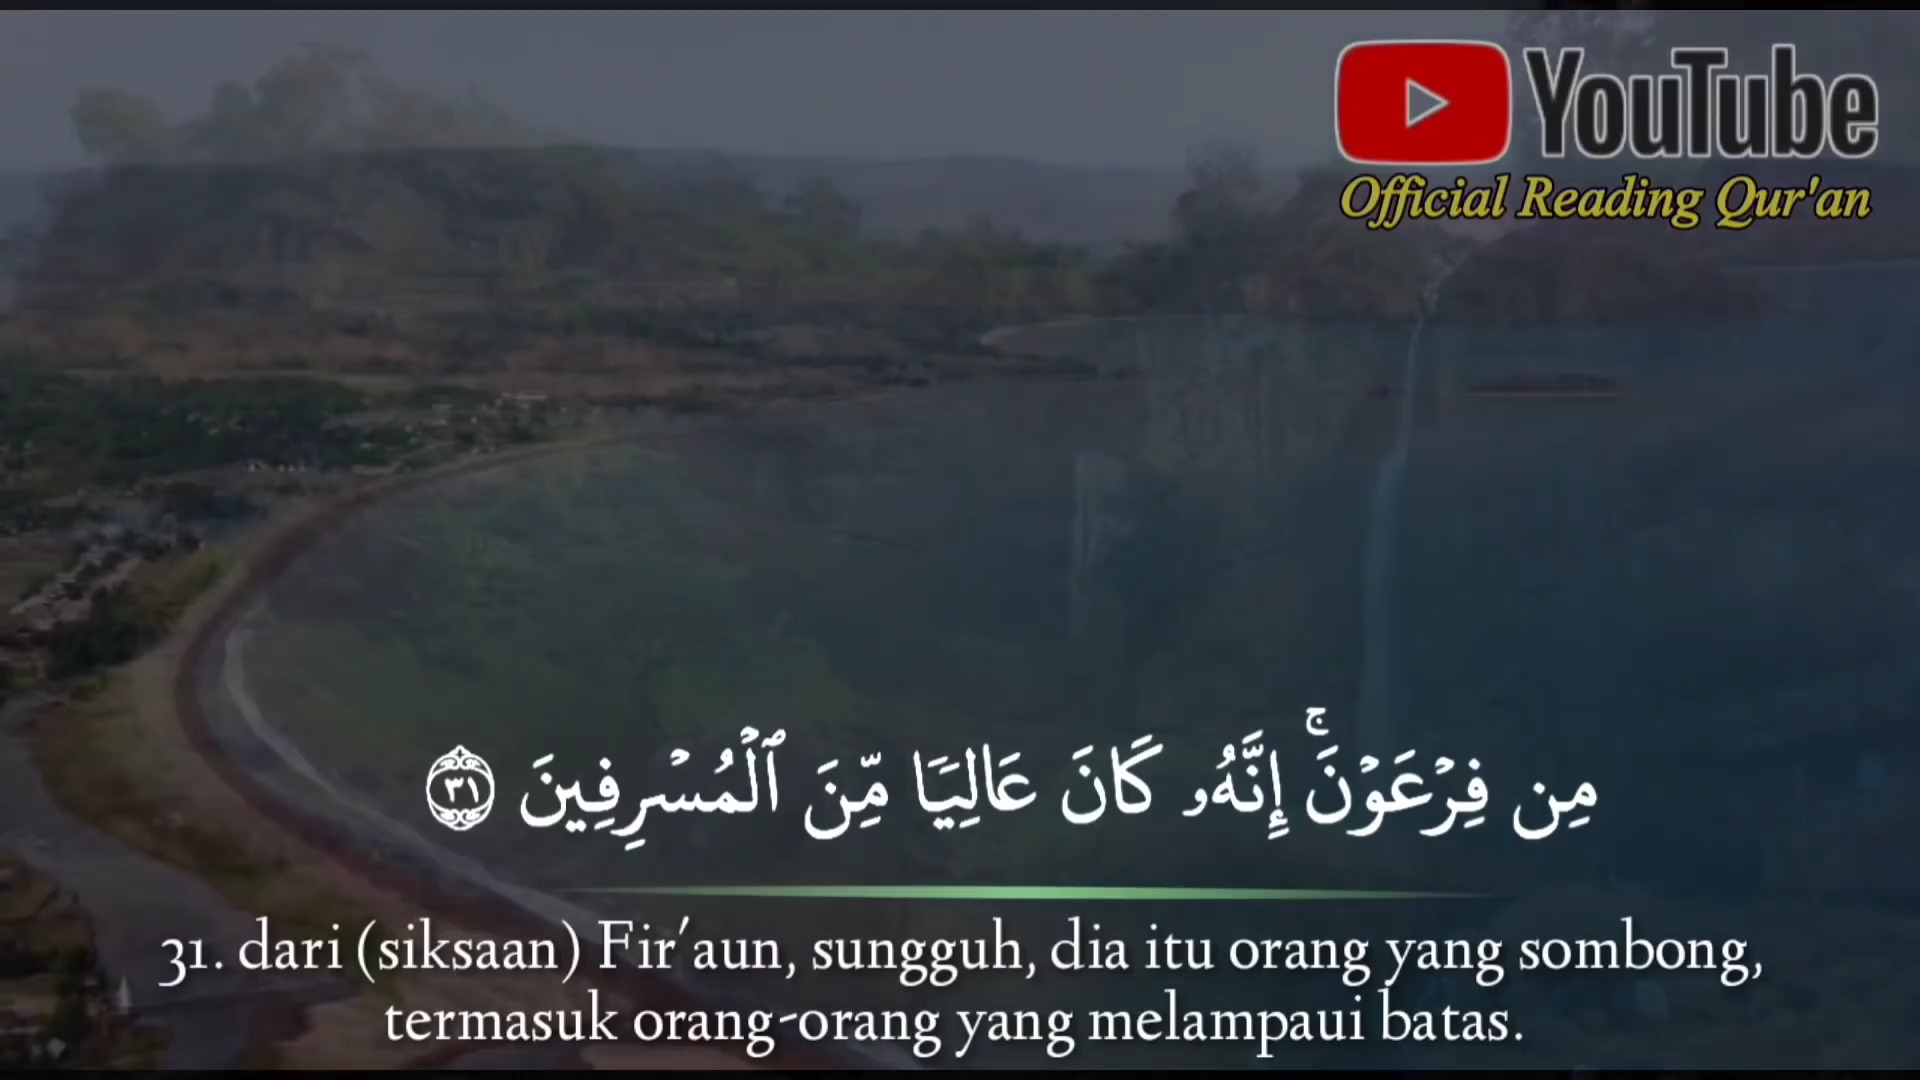 YouTube
Official Reading Qur'an
مِن فِرْعَوْنَ ۚ إِنَّهُۥ كَانَ عَالِيًا مِّنَ ٱلْمُسْرِفِينَ ٣١
31. dari (siksaan) Fir'aun, sungguh, dia itu orang yang sombong,
termasuk orang-orang yang melampaui batas.